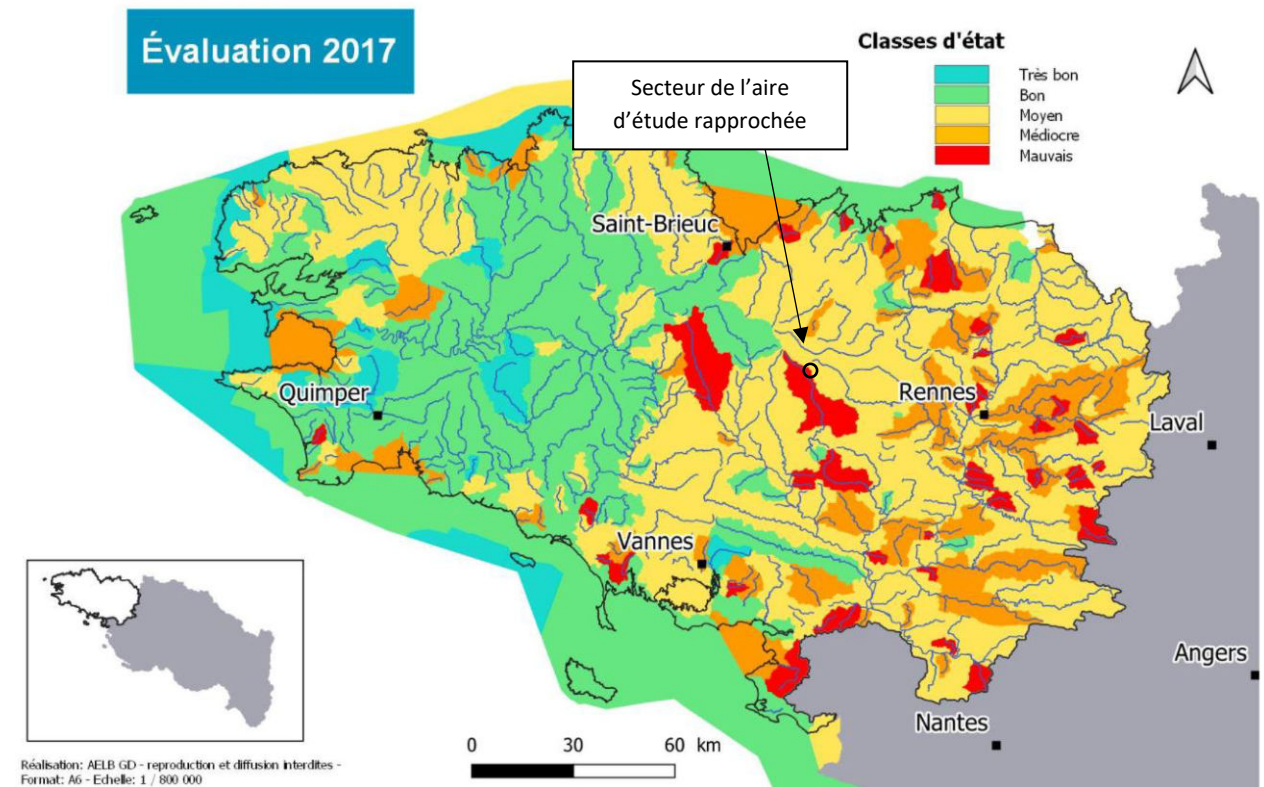 Évaluation 2017
Classes d'état
Très bon
Bon
Moyen
Médiocre
Mauvais
Secteur de l’aire
d’étude rapprochée
Saint-Brieuc
Quimper
Rennes
Laval
Vannes
Angers
Nantes
0 30 60 km
Réalisation: AELB GD - reproduction et diffusion interdites -
Format: A6 - Echelle: 1 / 800 000